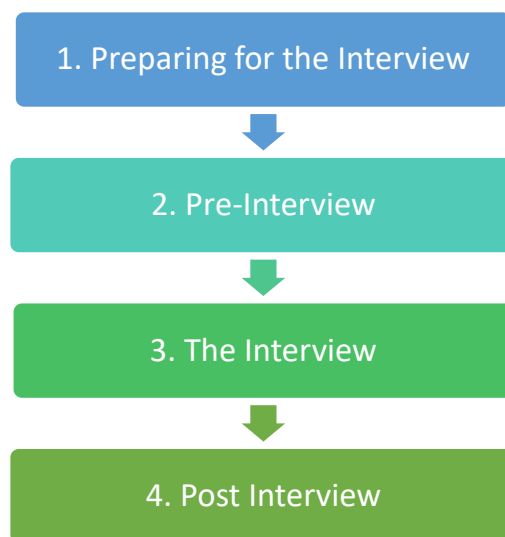 1. Preparing for the Interview
2. Pre-Interview
3. The Interview
4. Post Interview